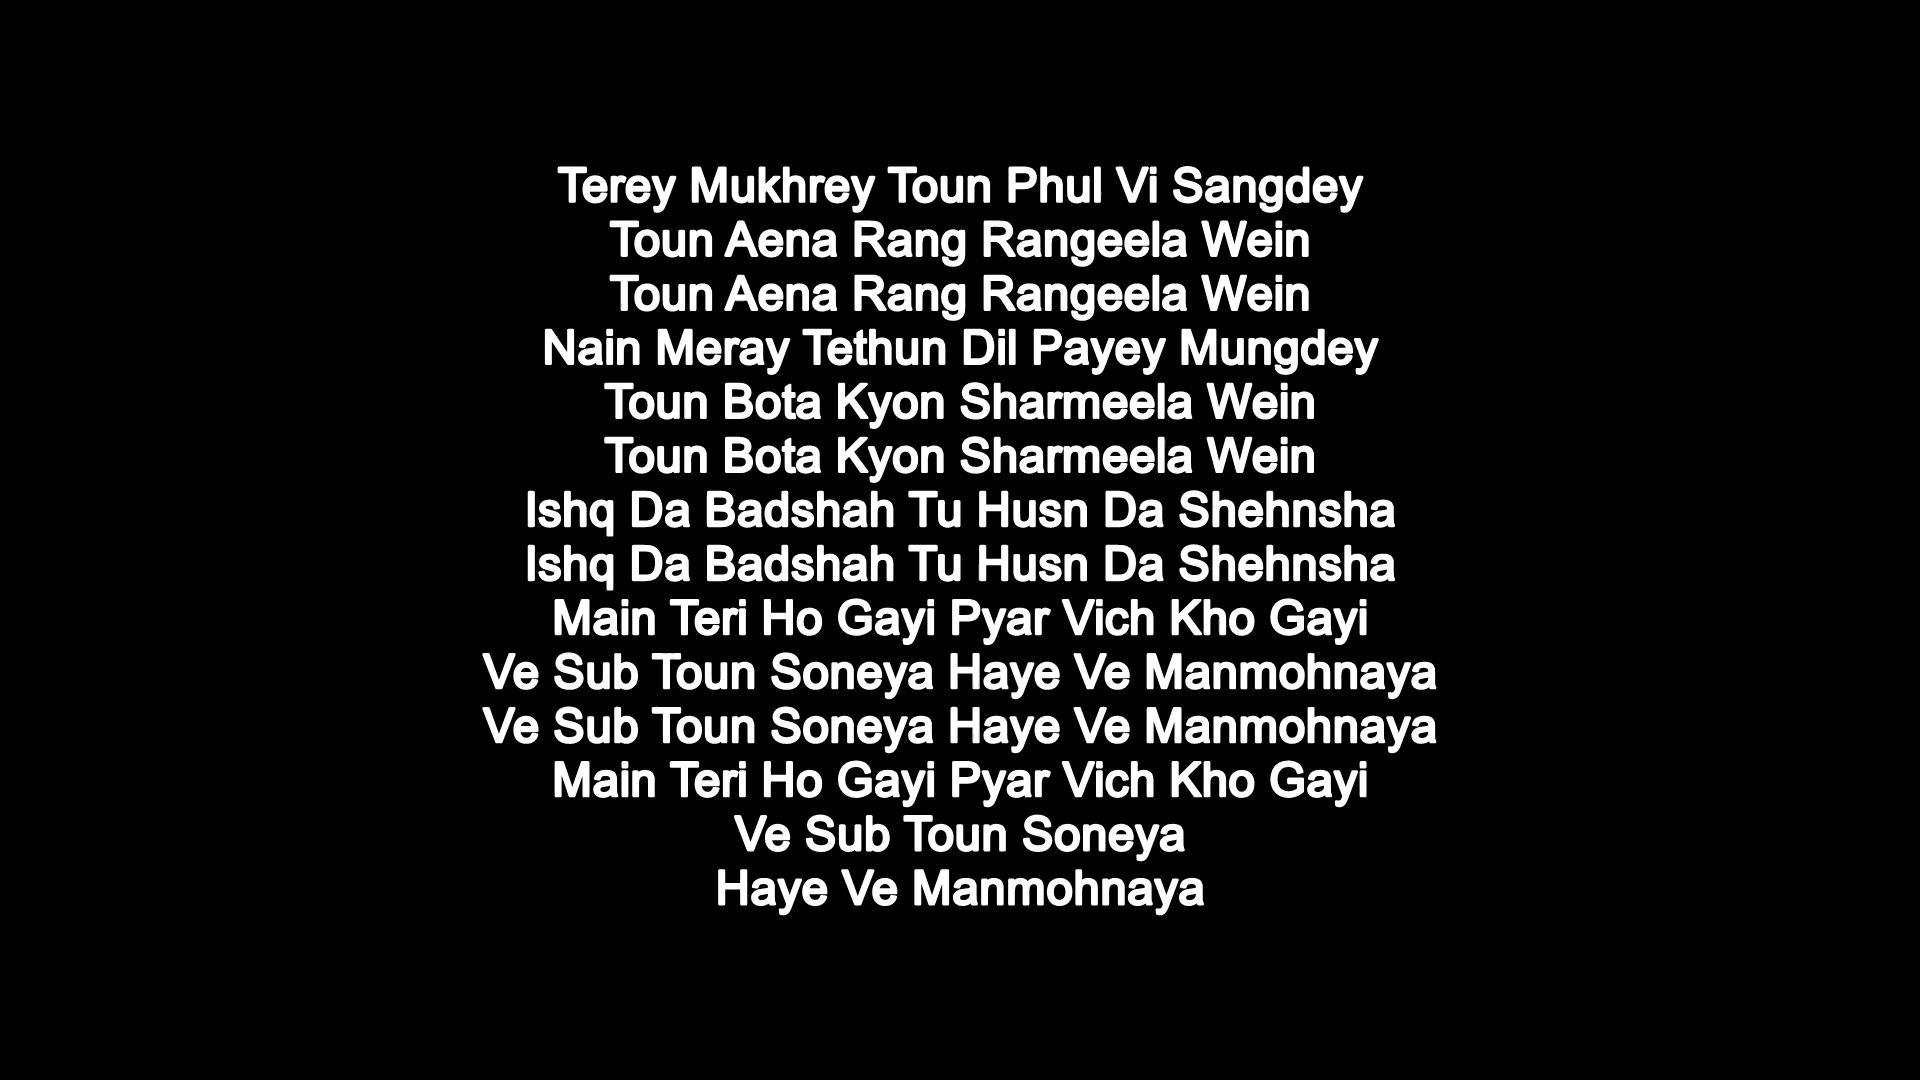 Terey Mukhrey Toun Phul Vi Sangdey
Toun Aena Rang Rangeela Wein
Toun Aena Rang Rangeela Wein
Nain Meray Tethun Dil Payey Mungdey
Toun Bota Kyon Sharmeela Wein
Toun Bota Kyon Sharmeela Wein
Ishq Da Badshah Tu Husn Da Shehnsha
Ishq Da Badshah Tu Husn Da Shehnsha
Main Teri Ho Gayi Pyar Vich Kho Gayi
Ve Sub Toun Soneya Haye Ve Manmohnaya
Ve Sub Toun Soneya Haye Ve Manmohnaya
Main Teri Ho Gayi Pyar Vich Kho Gayi
Ve Sub Toun Soneya
Haye Ve Manmohnaya